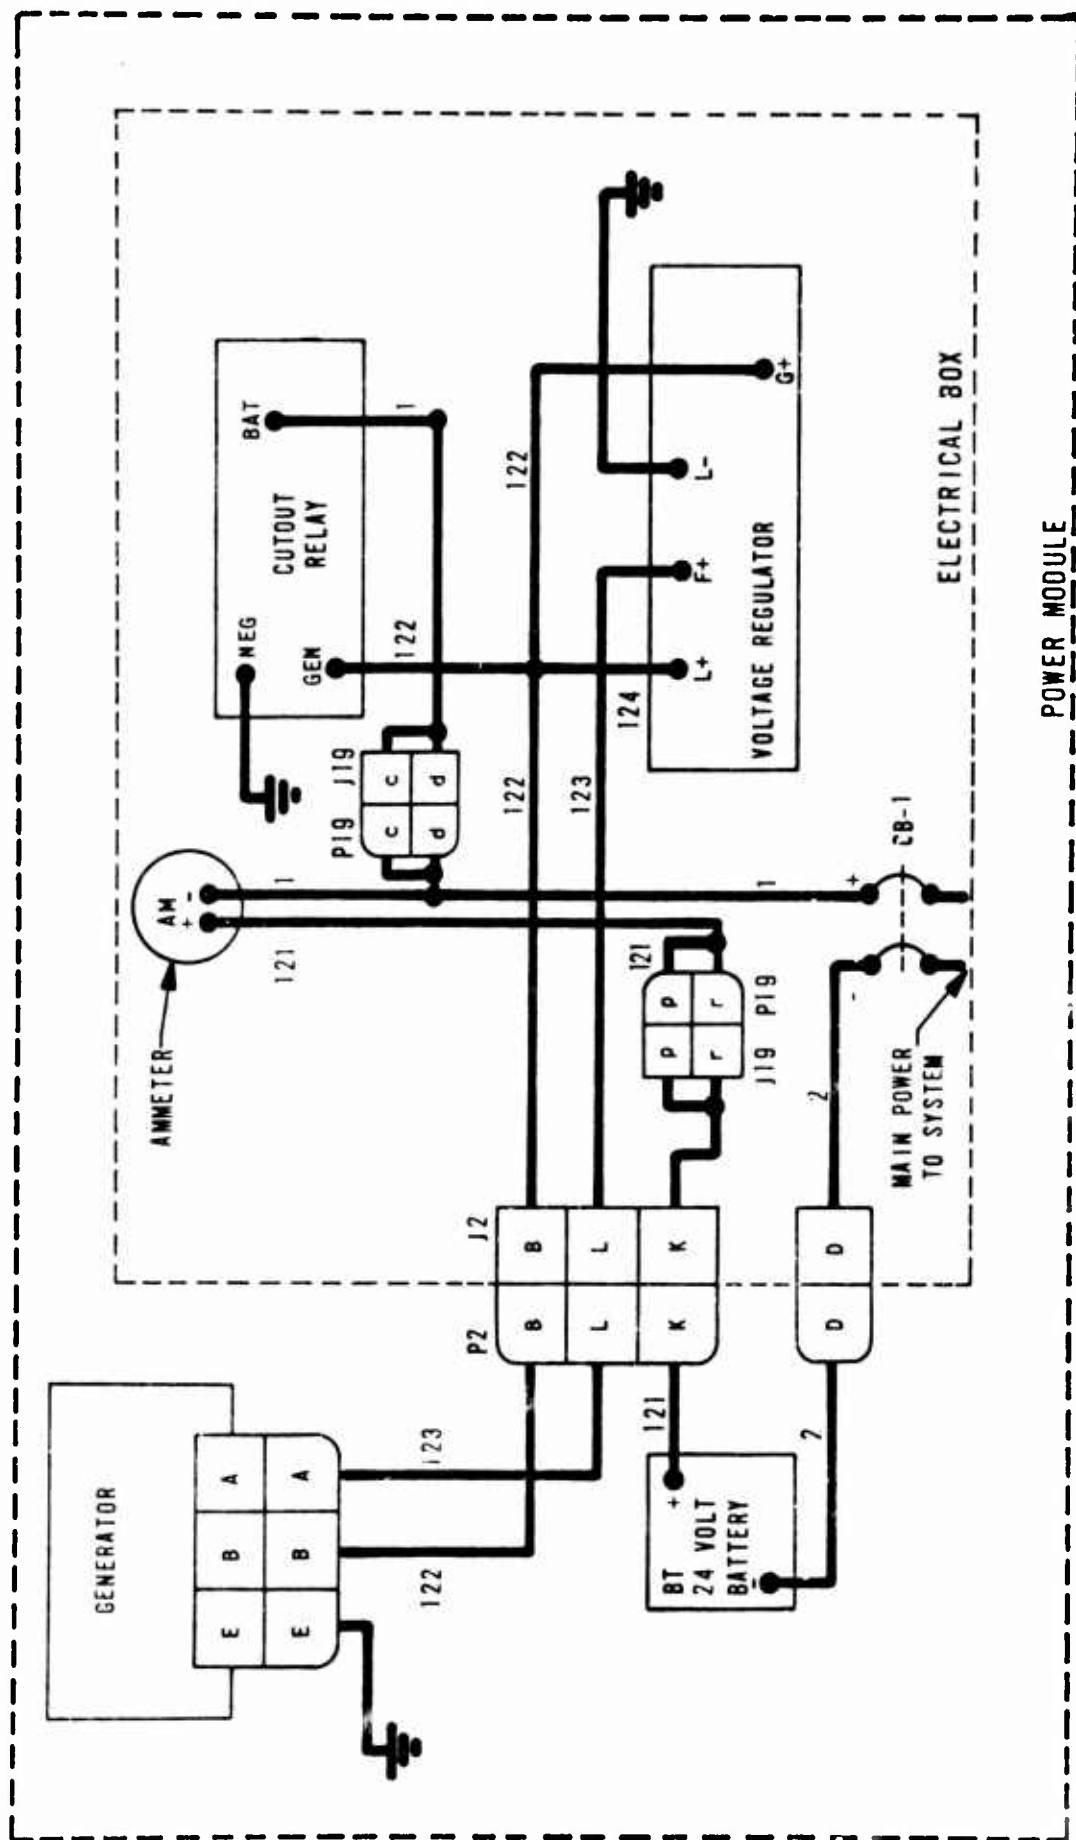 GENERATOR
E
B
A
E
B
A
122
123
BT
24 VOLT
BATTERY
+
-
121
2
P2
J2
B
B
L
L
K
K
D
D
AMMETER
AM
+
-
121
1
P19
J19
c
c
d
d
NEG
GEN
CUTOUT
RELAY
BAT
1
122
122
122
123
124
121
p
p
r
r
J19
P19
L+
F+
L-
G+
VOLTAGE REGULATOR
1
2
+
-
CB-1
MAIN POWER
TO SYSTEM
ELECTRICAL BOX
POWER MODULE